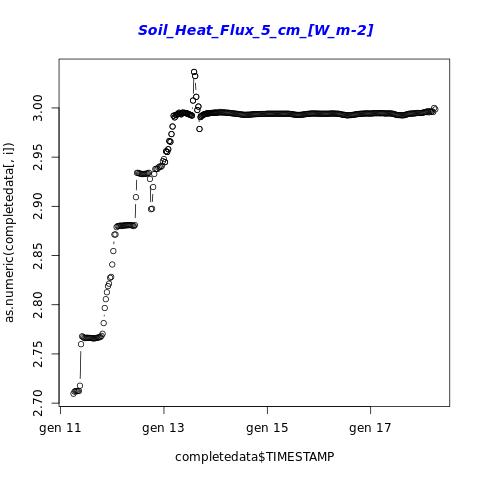 Soil_Heat_Flux_5_cm_[W_m-2]
as.numeric(completedata[, i])
3.00
2.95
2.90
2.85
2.80
2.75
2.70
gen 11 gen 13 gen 15 gen 17
completedata$TIMESTAMP